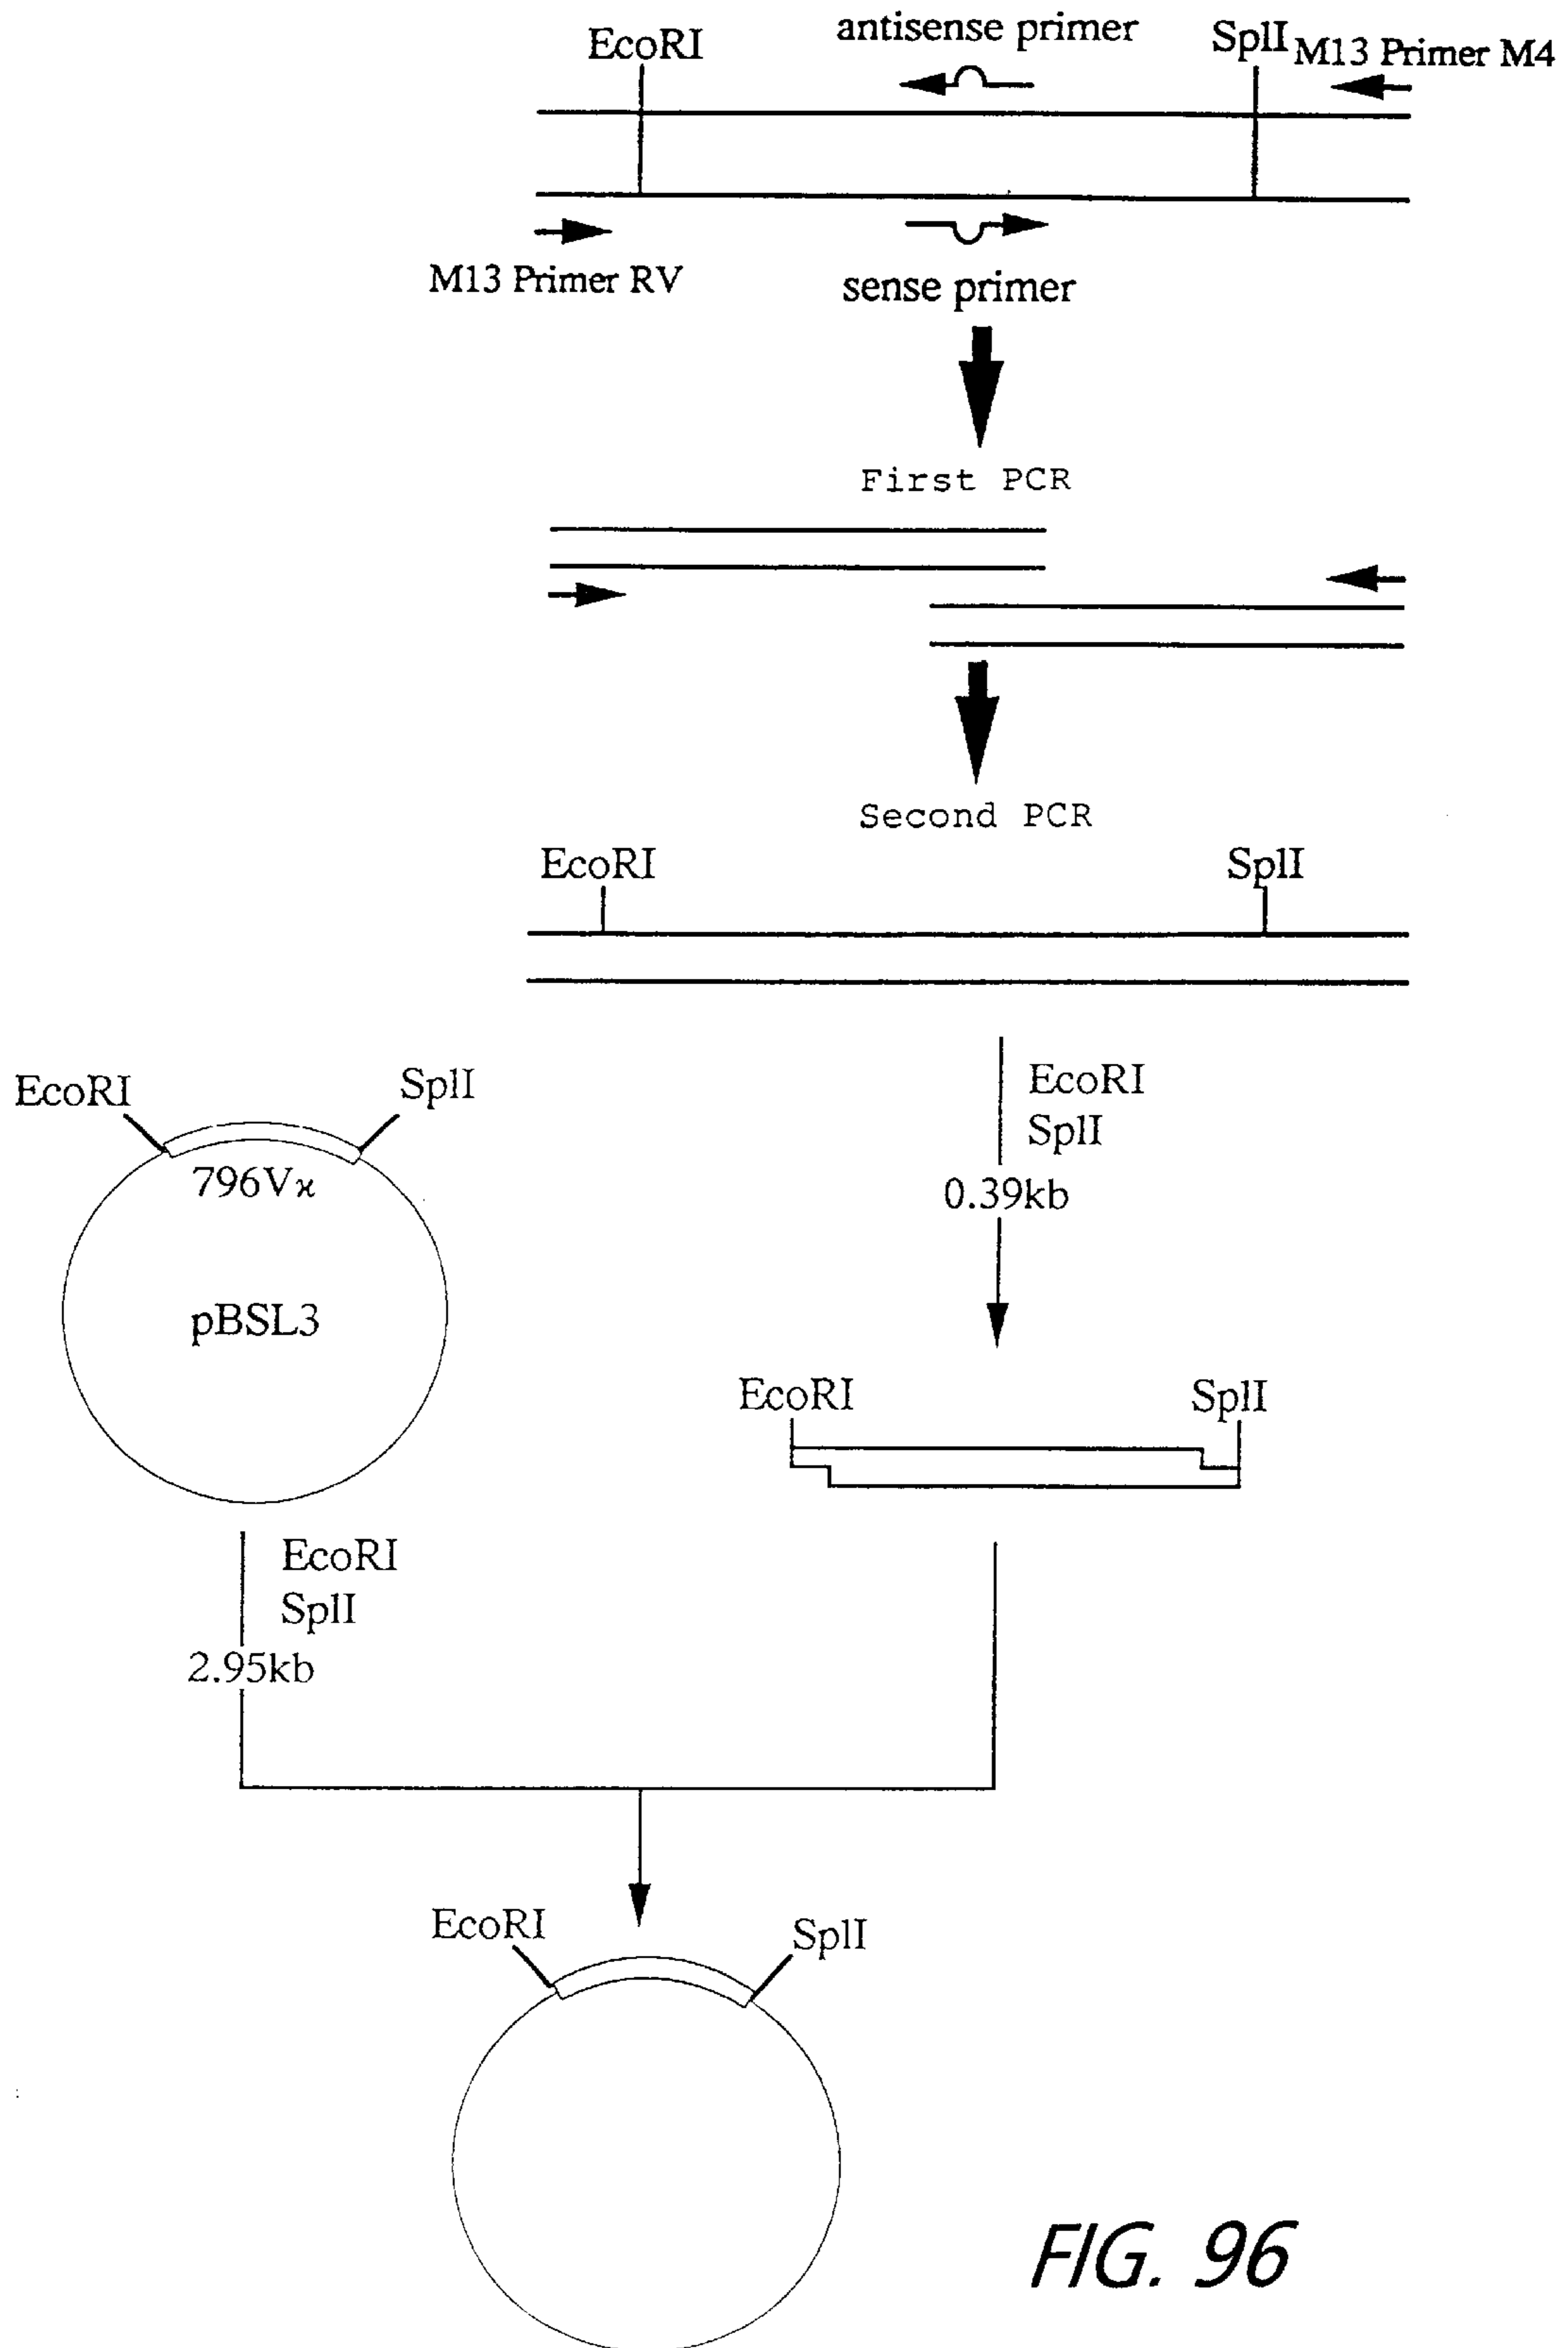 EcoRI
antisense primer
SplI
M13 Primer M4
M13 Primer RV
sense primer
First PCR
Second PCR
EcoRI
SplI
EcoRI
SplI
0.39kb
EcoRI
SplI
796Vϰ
pBSL3
EcoRI
SplI
EcoRI
SplI
2.95kb
EcoRI
SplI
FIG. 96